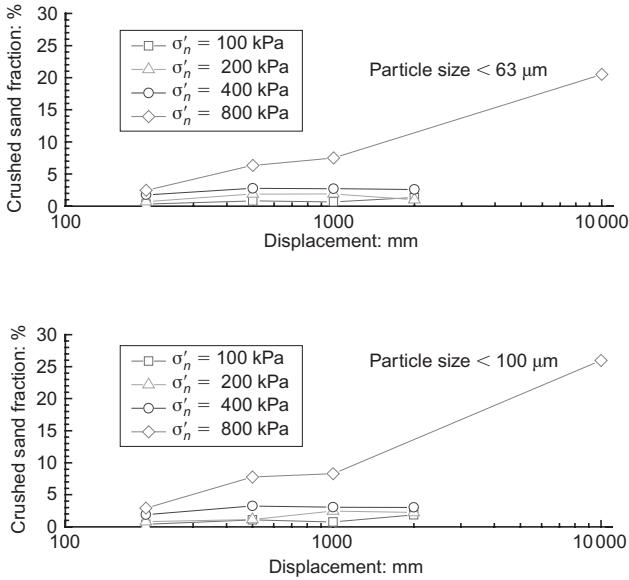 30
25
20
15
10
5
0
Crushed sand fraction: %
σ′n = 100 kPa
σ′n = 200 kPa
σ′n = 400 kPa
σ′n = 800 kPa
Particle size < 63 μm
100
1000
10 000
Displacement: mm
30
25
20
15
10
5
0
Crushed sand fraction: %
σ′n = 100 kPa
σ′n = 200 kPa
σ′n = 400 kPa
σ′n = 800 kPa
Particle size < 100 μm
100
1000
10 000
Displacement: mm